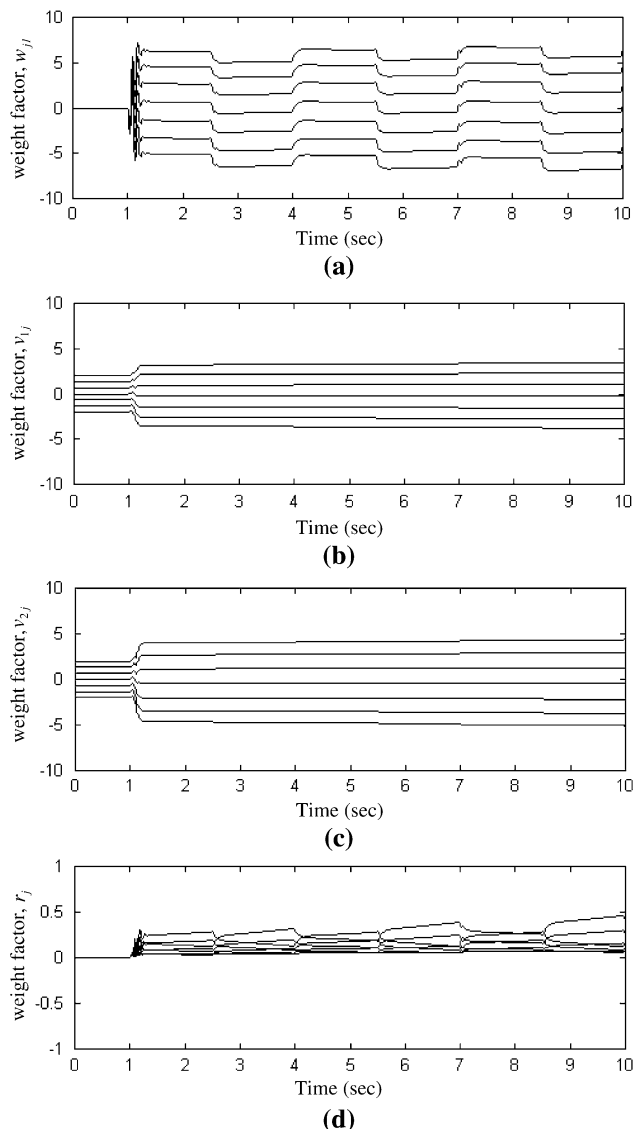 10
5
0
-5
-10
weight factor, w_{j1}
0 1 2 3 4 5 6 7 8 9 10
Time (sec)
(a)
10
5
0
-5
-10
weight factor, v_{1j}
0 1 2 3 4 5 6 7 8 9 10
Time (sec)
(b)
10
5
0
-5
-10
weight factor, v_{2j}
0 1 2 3 4 5 6 7 8 9 10
Time (sec)
(c)
1
0.5
0
-0.5
-1
weight factor, r_j
0 1 2 3 4 5 6 7 8 9 10
Time (sec)
(d)